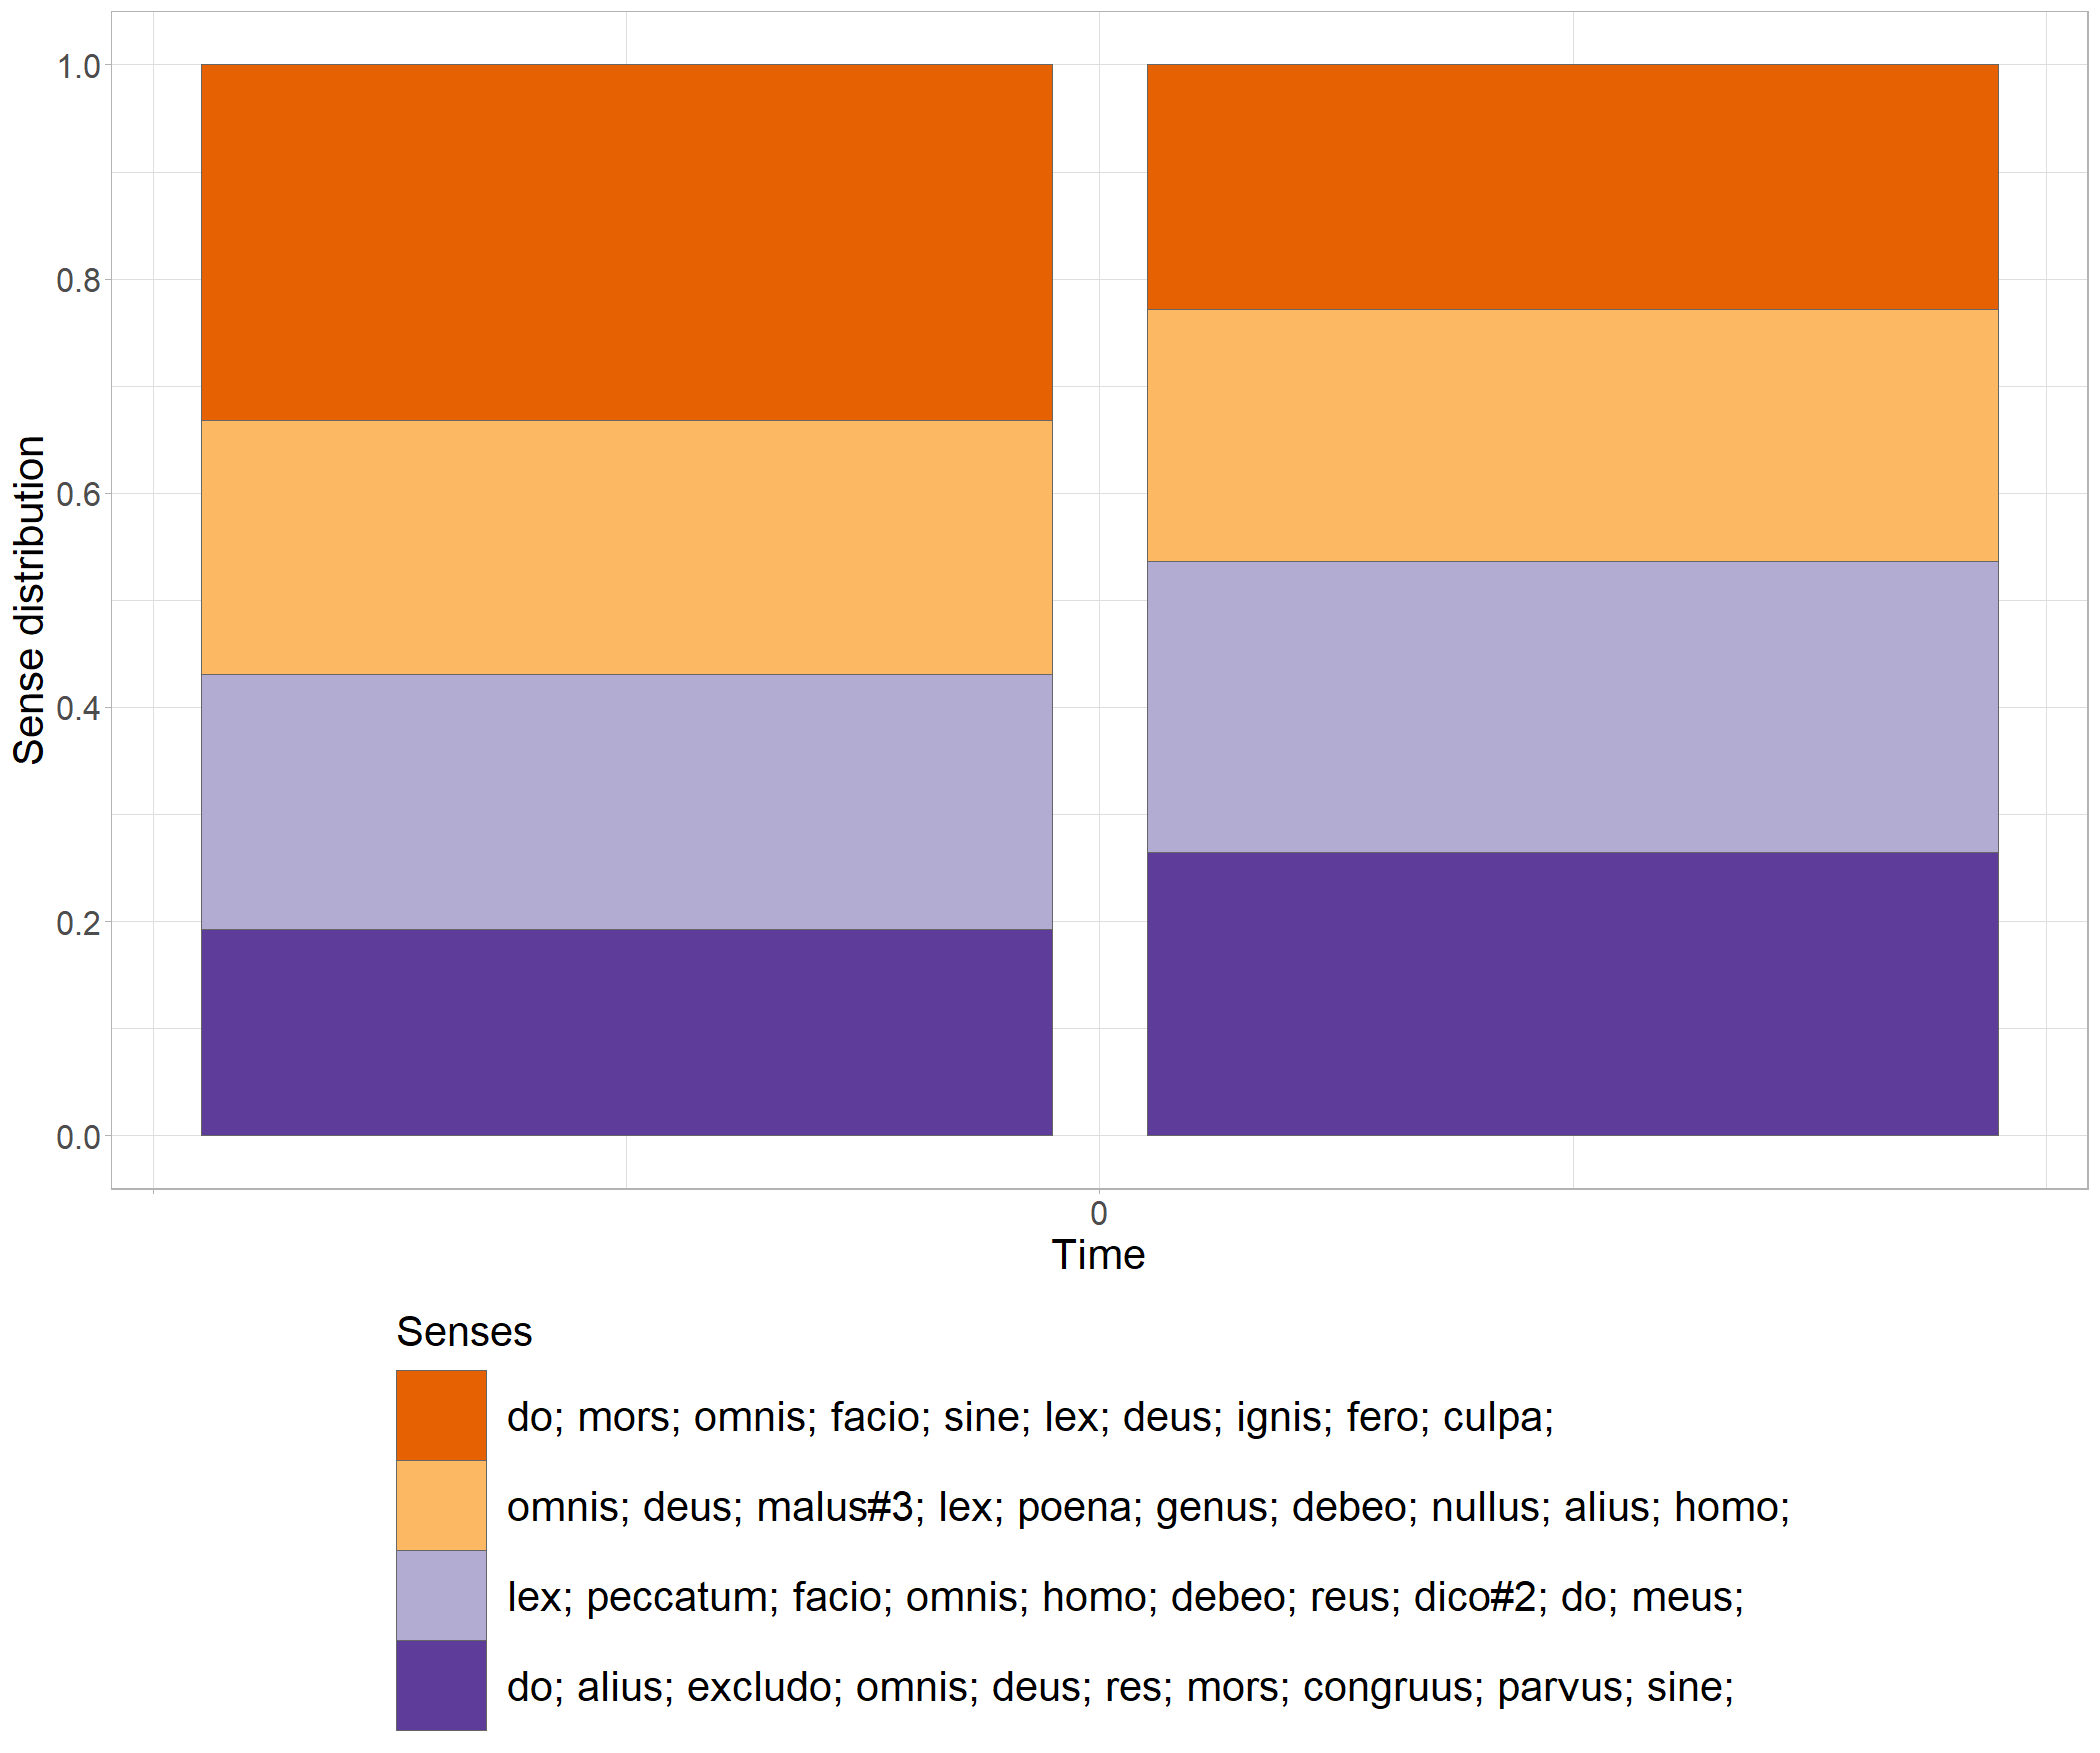 1.0
0.8
0.6
0.4
0.2
0.0
Sense distribution
0
Time
Senses
do; mors; omnis; facio; sine; lex; deus; ignis; fero; culpa;
omnis; deus; malus#3; lex; poena; genus; debeo; nullus; alius; homo;
lex; peccatum; facio; omnis; homo; debeo; reus; dico#2; do; meus;
do; alius; excludo; omnis; deus; res; mors; congruus; parvus; sine;